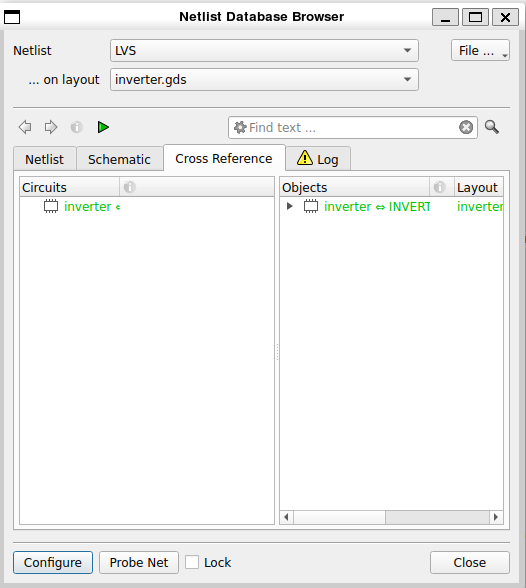 Netlist Database Browser
Netlist LVS File ...
... on layout inverter.gds
Find text ...
Netlist Schematic Cross Reference Log
Circuits Objects Layout
inverter ⇔ inverter ⇔ INVERT inverter
Configure Probe Net Lock Close